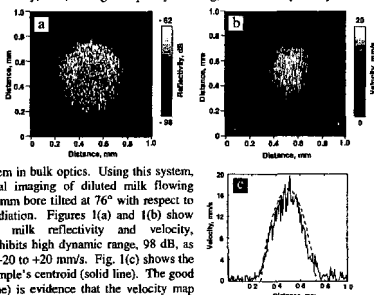 a
b
- 62
- 98
Reflectivity, dB
20
0
Velocity, mm/s
Distance, mm
1.0
0.8
0.6
0.4
0.2
0
0 0.2 0.4 0.6 0.8 1.0
Distance, mm
Distance, mm
1.0
0.8
0.6
0.4
0.2
0
0 0.2 0.4 0.6 0.8 1.0
Distance, mm
em in bulk optics. Using this system,
al imaging of diluted milk flowing
mm bore tilted at 76° with respect to
diation. Figures 1(a) and 1(b) show
milk reflectivity and velocity,
hibits high dynamic range, 98 dB, as
-20 to +20 mm/s. Fig. 1(c) shows the
mple's centroid (solid line). The good
ne) is evidence that the velocity map
c
20
16
12
8
4
0
Velocity, mm/s
0.2 0.4 0.6 0.8 1.0